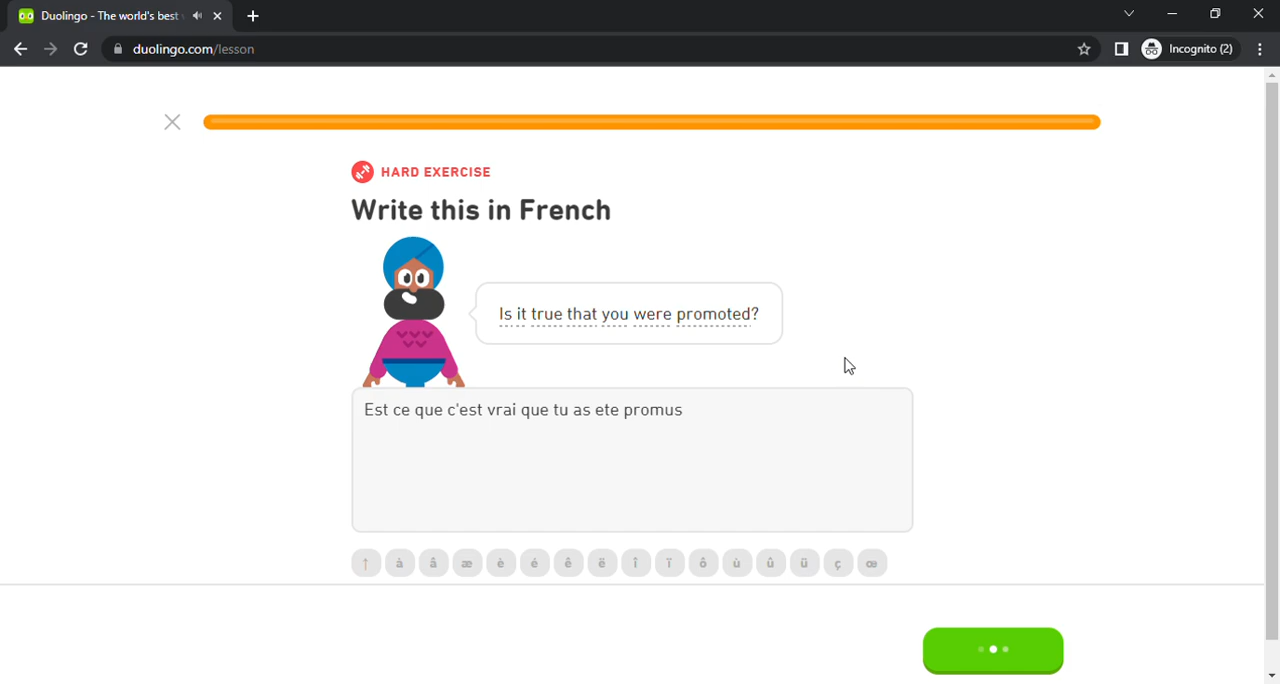 Duolingo - The world's best
duolingo.com/lesson
Incognito (2)
HARD EXERCISE
Write this in French
Is it true that you were promoted?
Est ce que c'est vrai que tu as ete promus
↑ à â æ è é ê ë î ï ô ù û ü ç œ